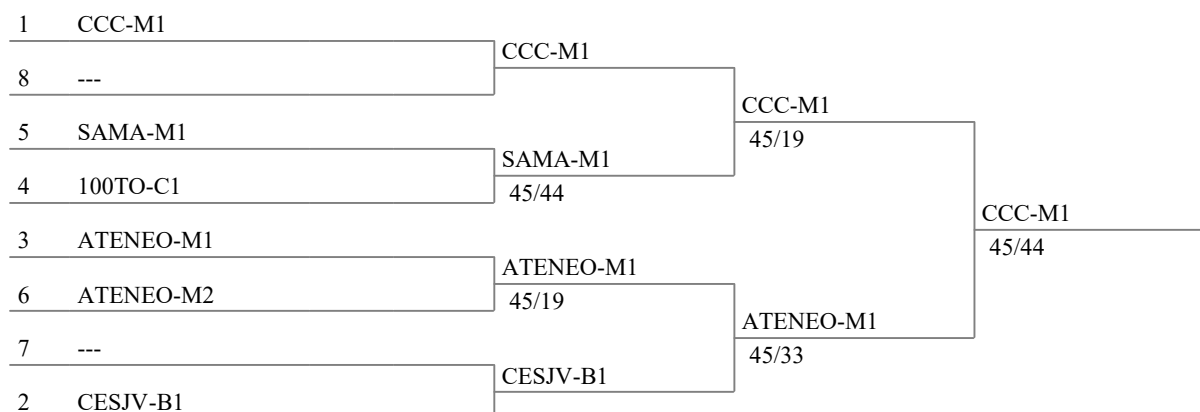 1 CCC-M1
CCC-M1
8 ---
CCC-M1
45/19
5 SAMA-M1
SAMA-M1
45/44
4 100TO-C1
CCC-M1
45/44
3 ATENEO-M1
ATENEO-M1
45/19
6 ATENEO-M2
ATENEO-M1
45/33
7 ---
CESJV-B1
2 CESJV-B1